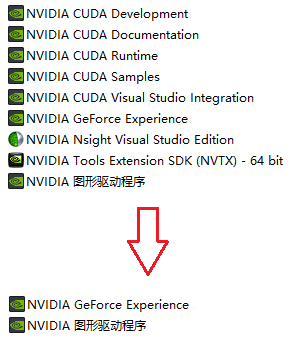 NVIDIA CUDA Development
NVIDIA CUDA Documentation
NVIDIA CUDA Runtime
NVIDIA CUDA Samples
NVIDIA CUDA Visual Studio Integration
NVIDIA GeForce Experience
NVIDIA Nsight Visual Studio Edition
NVIDIA Tools Extension SDK (NVTX) - 64 bit
NVIDIA 图形驱动程序
NVIDIA GeForce Experience
NVIDIA 图形驱动程序